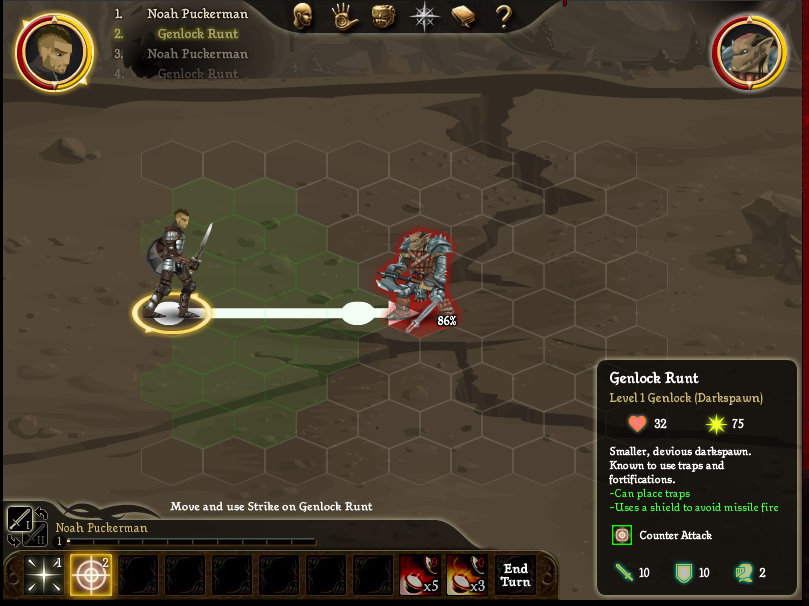 1. Noah Puckerman
2. Genlock Runt
3. Noah Puckerman
4. Genlock Runt
?
86%
Genlock Runt
Level 1 Genlock (Darkspawn)
32 75
Smaller, devious darkspawn.
Known to use traps and
fortifications.
-Can place traps
-Uses a shield to avoid missile fire
Counter Attack
10 10 2
Move and use Strike on Genlock Runt
I
II
Noah Puckerman
1
1 2 x5 x3 End
Turn